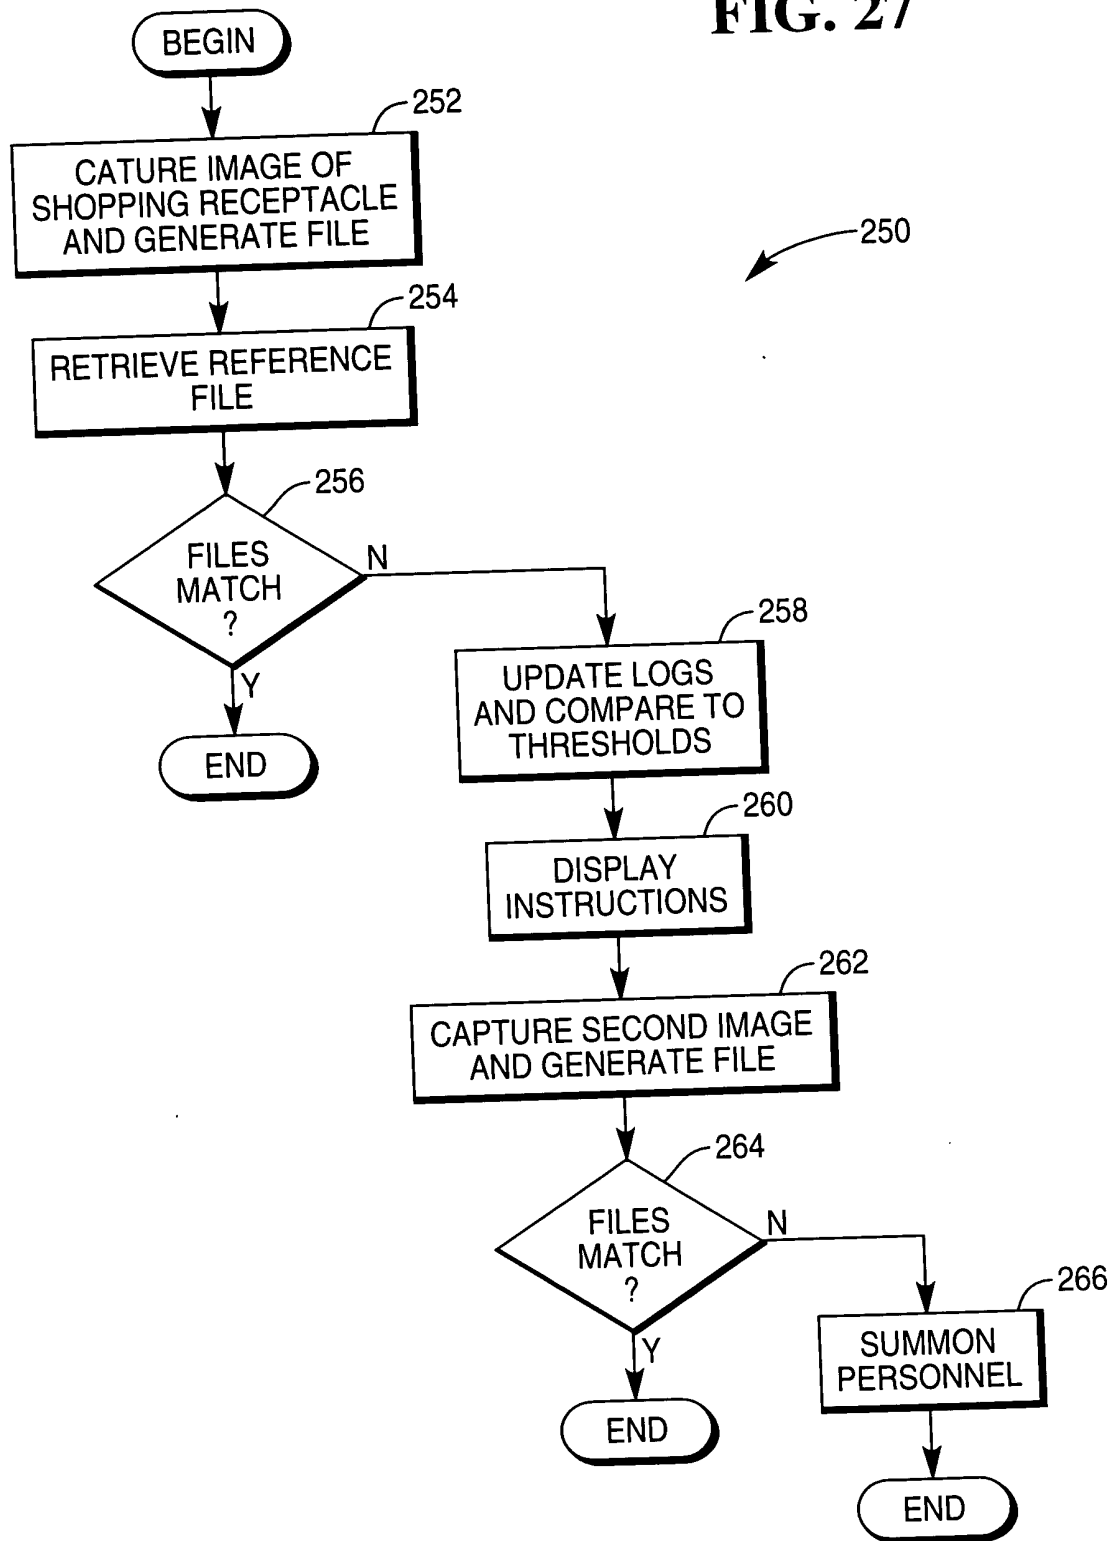 FIG. 27
BEGIN
252
CATURE IMAGE OF
SHOPPING RECEPTACLE
AND GENERATE FILE
250
254
RETRIEVE REFERENCE
FILE
256
FILES
MATCH
?
N
Y
END
258
UPDATE LOGS
AND COMPARE TO
THRESHOLDS
260
DISPLAY
INSTRUCTIONS
262
CAPTURE SECOND IMAGE
AND GENERATE FILE
264
FILES
MATCH
?
N
Y
END
266
SUMMON
PERSONNEL
END